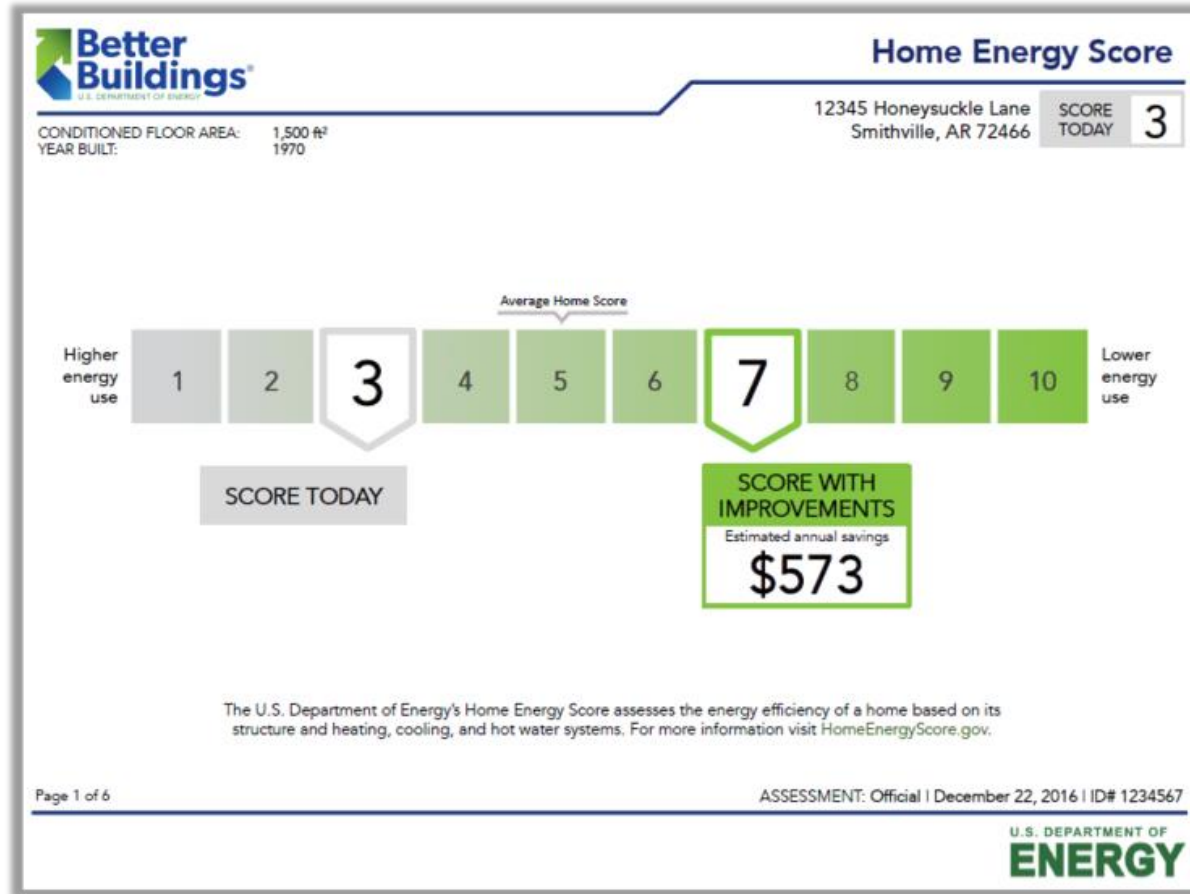 Better
Buildings®
U.S. DEPARTMENT OF ENERGY
Home Energy Score
CONDITIONED FLOOR AREA: 1,500 ft²
YEAR BUILT: 1970
12345 Honeysuckle Lane
Smithville, AR 72466
SCORE
TODAY
3
Average Home Score
Higher
energy
use
1 2 3 4 5 6 7 8 9 10
Lower
energy
use
SCORE TODAY
SCORE WITH
IMPROVEMENTS
Estimated annual savings
$573
The U.S. Department of Energy's Home Energy Score assesses the energy efficiency of a home based on its
structure and heating, cooling, and hot water systems. For more information visit HomeEnergyScore.gov.
Page 1 of 6
ASSESSMENT: Official | December 22, 2016 | ID# 1234567
U.S. DEPARTMENT OF
ENERGY